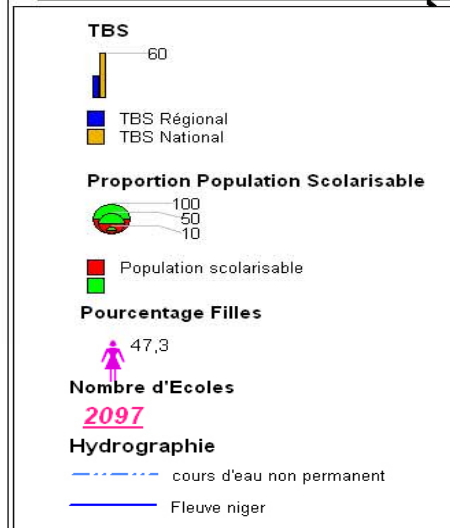 TBS
60
TBS Régional
TBS National
Proportion Population Scolarisable
100
50
10
Population scolarisable
Pourcentage Filles
47,3
Nombre d'Ecoles
2097
Hydrographie
cours d'eau non permanent
Fleuve niger